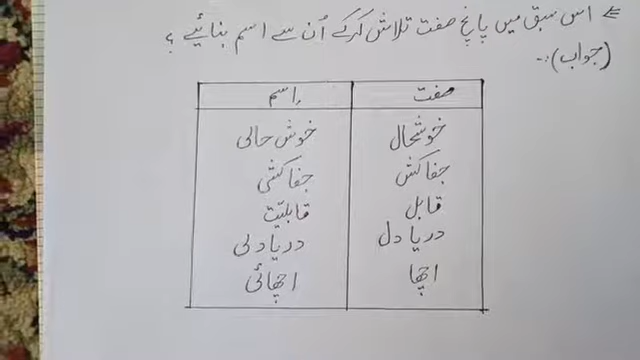 اس سبق میں پانچ صفت تلاش کرکے اُن سے اسم بنائیے ؟
(جواب):-
صفت اسم
خوشحال خوش حالی
جفاکش جفاکشی
قابل قابلیّت
دریا دل دریا دلی
اچھا اچھائی